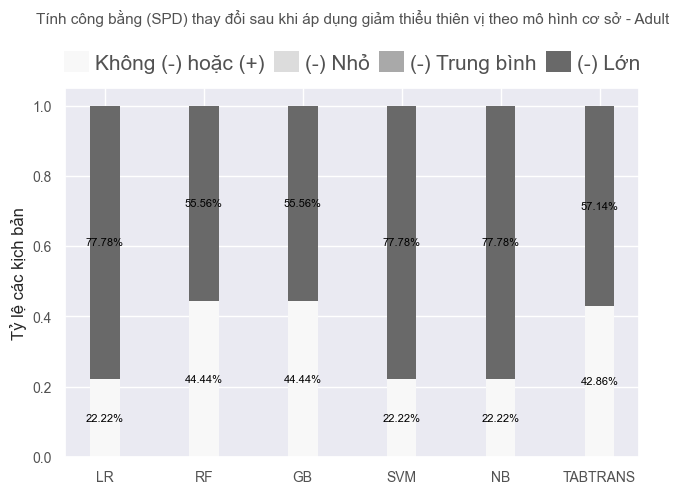 Tính công bằng (SPD) thay đổi sau khi áp dụng giảm thiểu thiên vị theo mô hình cơ sở - Adult
Không (-) hoặc (+) (-) Nhỏ (-) Trung bình (-) Lớn
Tỷ lệ các kịch bản
1.0
0.8
0.6
0.4
0.2
0.0
77.78% 55.56% 55.56% 77.78% 77.78% 57.14%
22.22% 44.44% 44.44% 22.22% 22.22% 42.86%
LR RF GB SVM NB TABTRANS